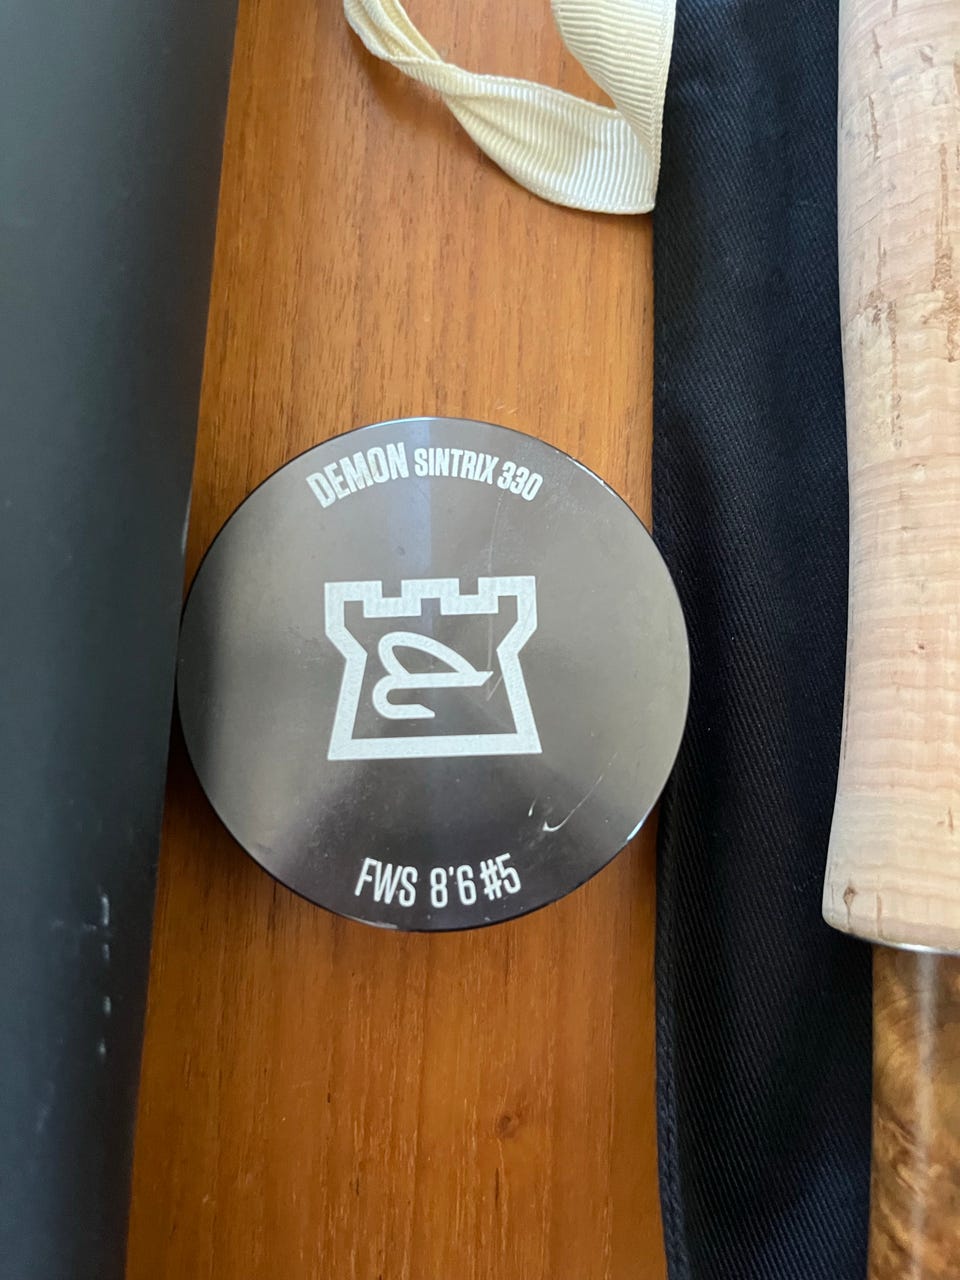 DEMON SINTRIX 330
FWS 8'6 #5